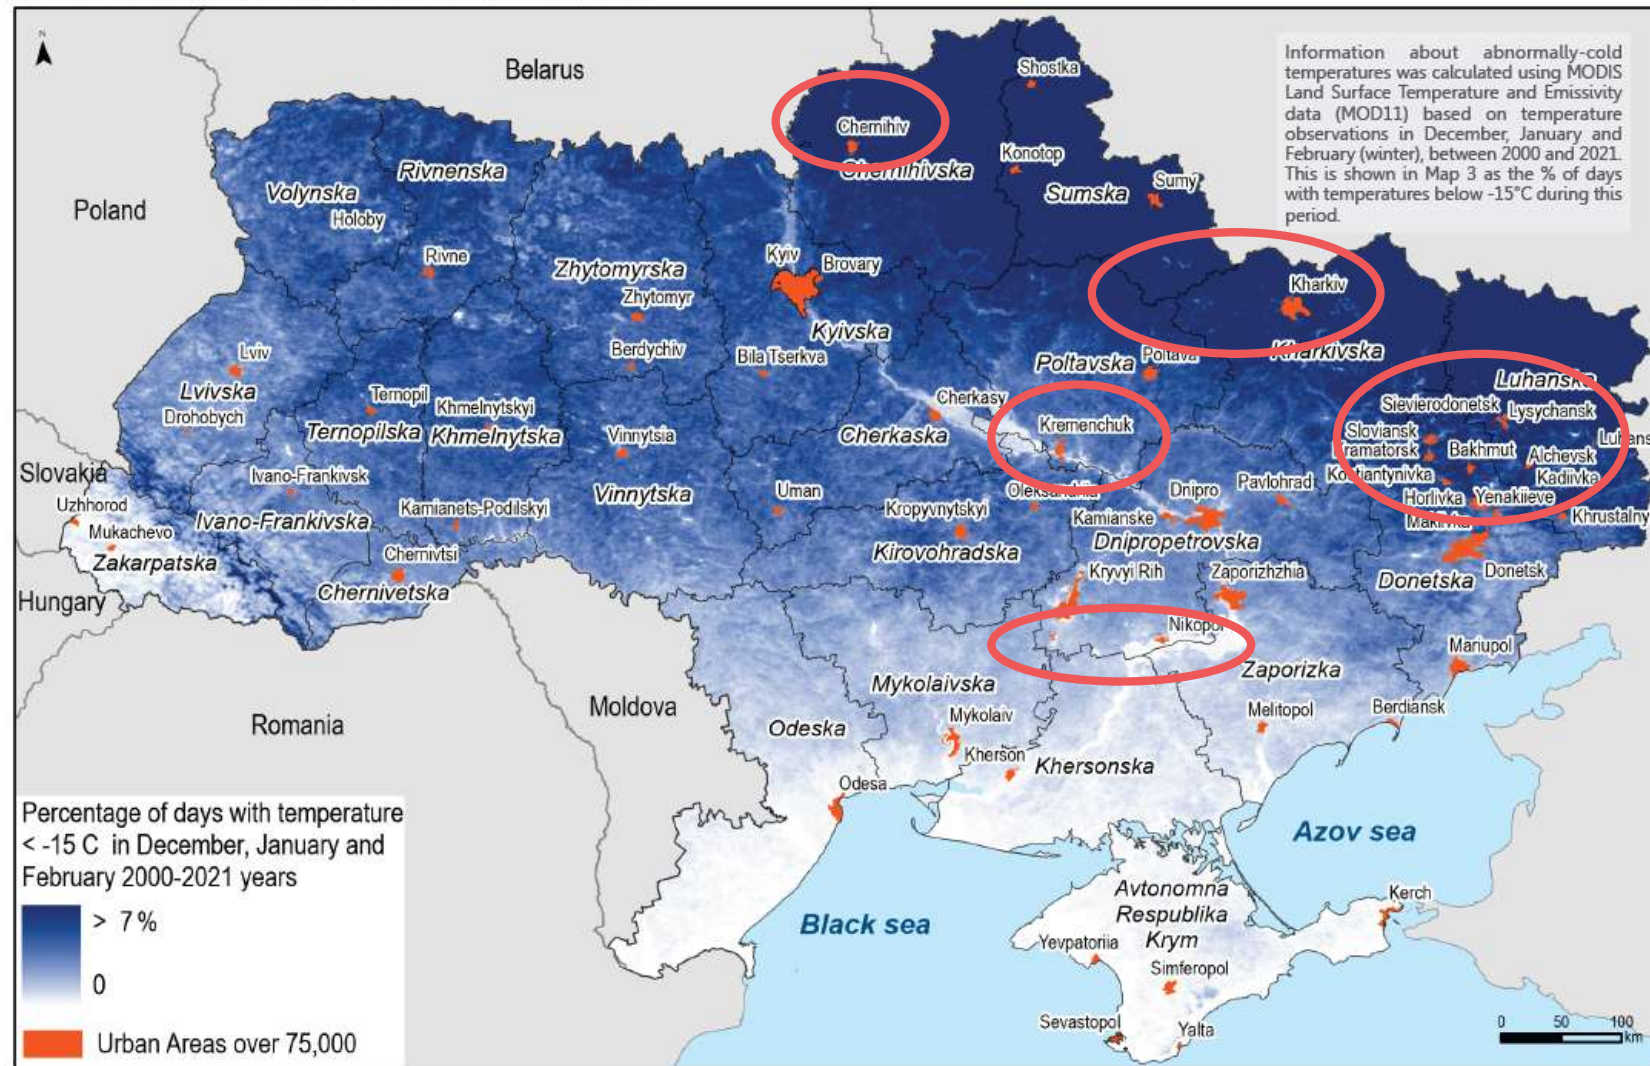 N
Belarus
Shostka
Information about abnormally-cold
temperatures was calculated using MODIS
Land Surface Temperature and Emissivity
data (MOD11) based on temperature
observations in December, January and
February (winter), between 2000 and 2021.
This is shown in Map 3 as the % of days
with temperatures below -15°C during this
period.
Chernihiv
Chernihivska
Konotop
Sumska
Sumy
Rivnenska
Volynska
Holoby
Poland
Rivne
Zhytomyrska
Zhytomyr
Kyiv
Brovary
Kyivska
Kharkiv
Kharkivska
Lviv
Lvivska
Drohobych
Berdychiv
Bila Tserkva
Poltavska
Poltava
Luhanska
Ternopil
Ternopilska
Khmelnytskyi
Khmelnytska
Vinnytsia
Vinnytska
Cherkasy
Cherkaska
Kremenchuk
Sievierodonetsk
Lysychansk
Sloviansk
Kramatorsk
Bakhmut
Alchevsk
Luhans
Kostiantynivka
Kadiivka
Slovakia
Uzhhorod
Ivano-Frankivsk
Ivano-Frankivska
Kamianets-Podilskyi
Uman
Kropyvnytskyi
Kirovohradska
Oleksandriia
Kamianske
Dnipro
Pavlohrad
Dnipropetrovska
Horlivka
Yenakiieve
Makiivka
Khrustalny
Mukachevo
Zakarpatska
Chernivtsi
Chernivetska
Hungary
Kryvyi Rih
Zaporizhzhia
Donetska
Donetsk
Nikopol
Zaporizka
Mariupol
Romania
Moldova
Mykolaivska
Mykolaiv
Odeska
Kherson
Khersonska
Melitopol
Berdiansk
Odesa
Azov sea
Black sea
Avtonomna
Respublika
Krym
Kerch
Yevpatoriia
Simferopol
Sevastopol
Yalta
Percentage of days with temperature
< -15 C in December, January and
February 2000-2021 years
> 7%
0
Urban Areas over 75,000
0 50 100
km